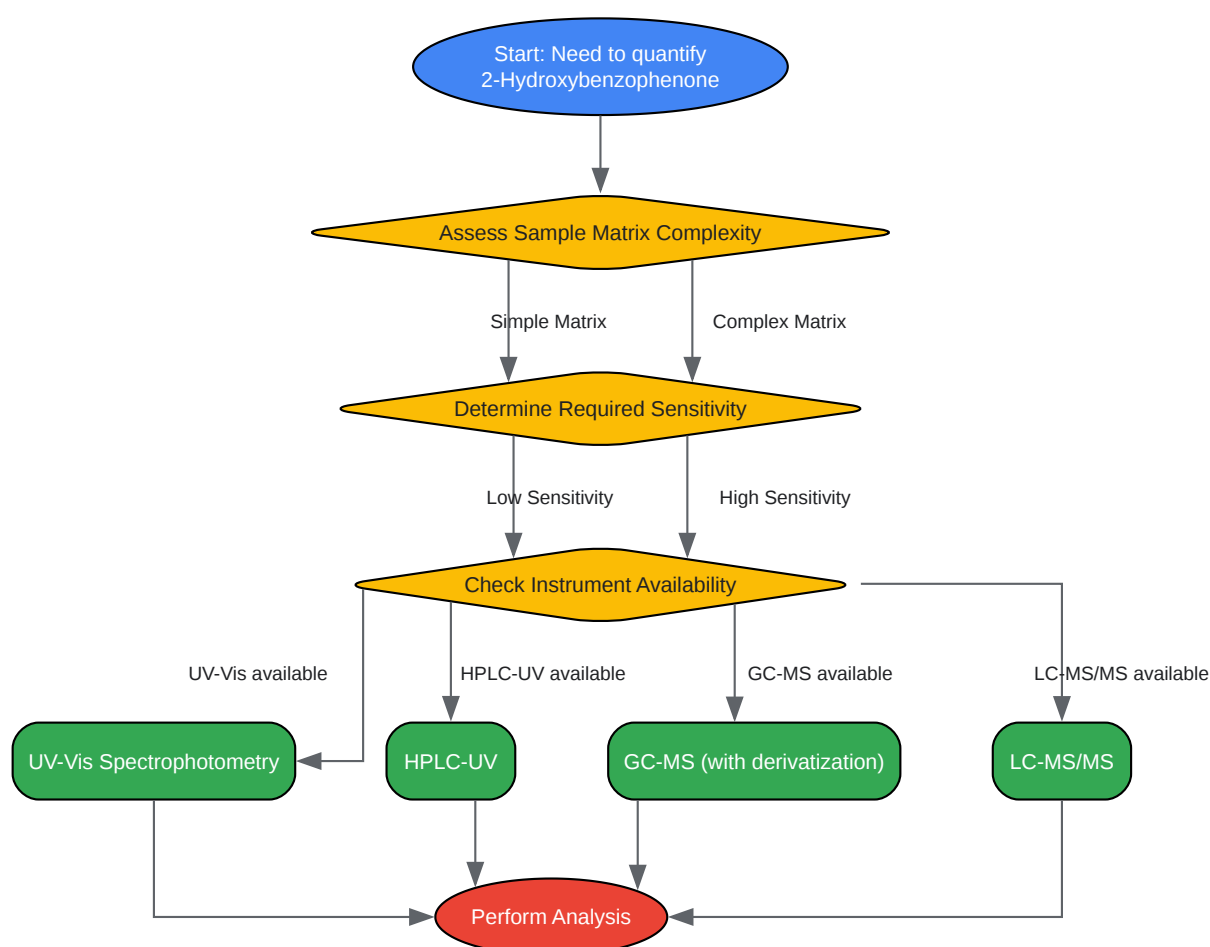 Start: Need to quantify
2-Hydroxybenzophenone
Assess Sample Matrix Complexity
Simple Matrix
Complex Matrix
Determine Required Sensitivity
Low Sensitivity
High Sensitivity
Check Instrument Availability
UV-Vis available
HPLC-UV available
GC-MS available
LC-MS/MS available
UV-Vis Spectrophotometry
HPLC-UV
GC-MS (with derivatization)
LC-MS/MS
Perform Analysis